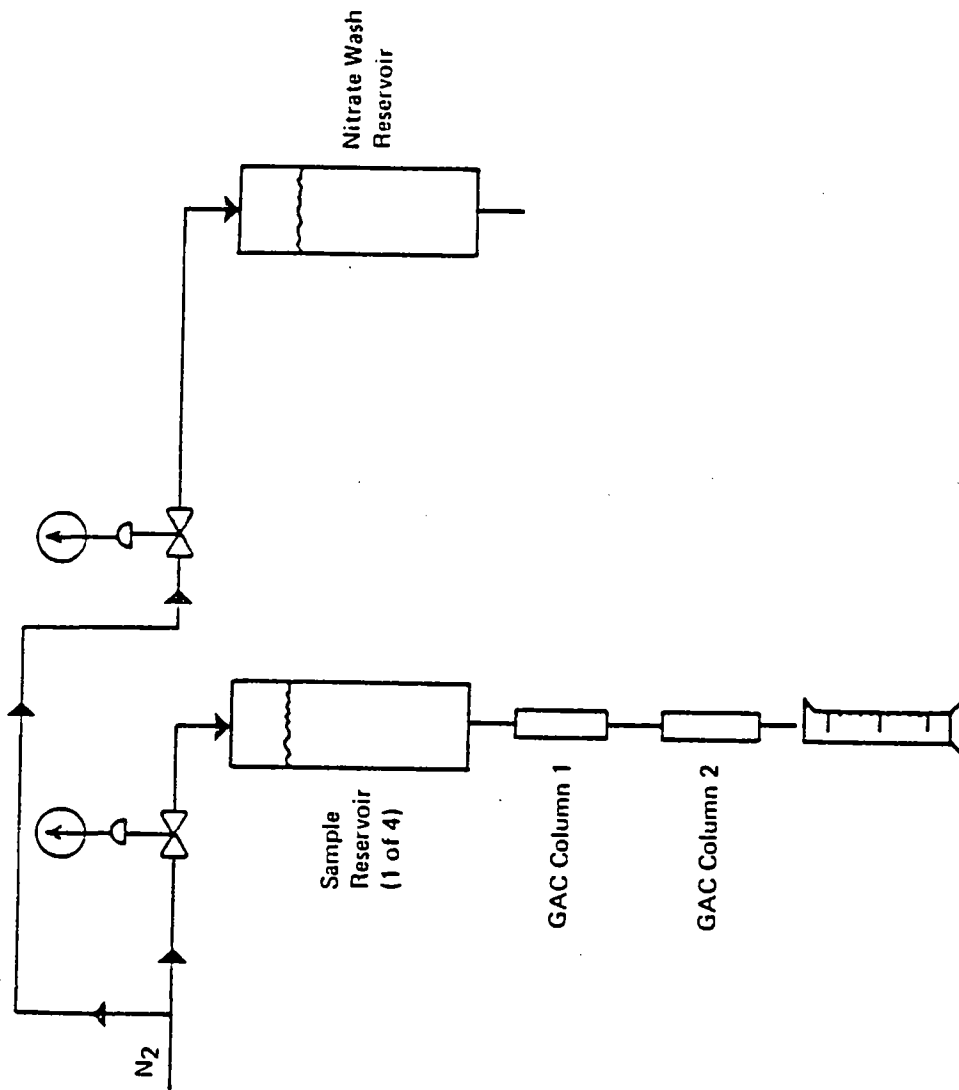 N2
Sample
Reservoir
(1 of 4)
GAC Column 1
GAC Column 2
Nitrate Wash
Reservoir